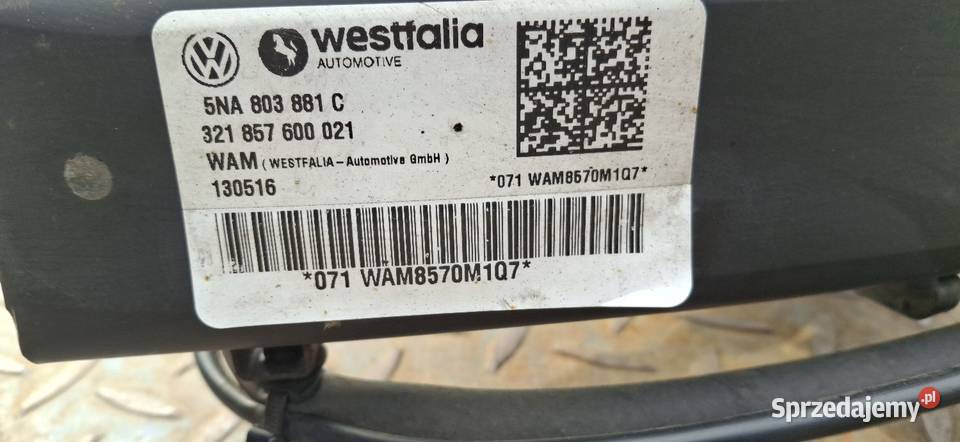 westfalia
AUTOMOTIVE
5NA 803 881 C
321 857 600 021
WAM ( WESTFALIA – Automotive GmbH )
130516
*071 WAM8570M1Q7*
*071 WAM8570M1Q7*
Sprzedajemy.pl